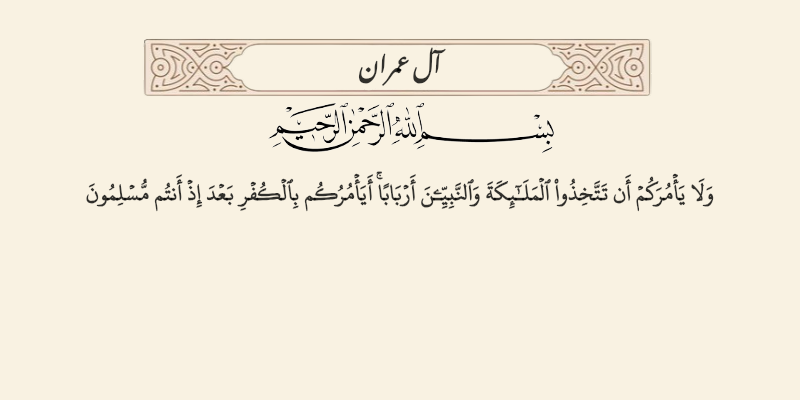 آل عمران
بِسْمِ ٱللَّهِ ٱلرَّحْمَٰنِ ٱلرَّحِيمِ
وَلَا يَأْمُرَكُمْ أَن تَتَّخِذُوا۟ ٱلْمَلَـٰٓئِكَةَ وَٱلنَّبِيِّـۧنَ أَرْبَابًا ۗ أَيَأْمُرُكُم بِٱلْكُفْرِ بَعْدَ إِذْ أَنتُم مُّسْلِمُونَ